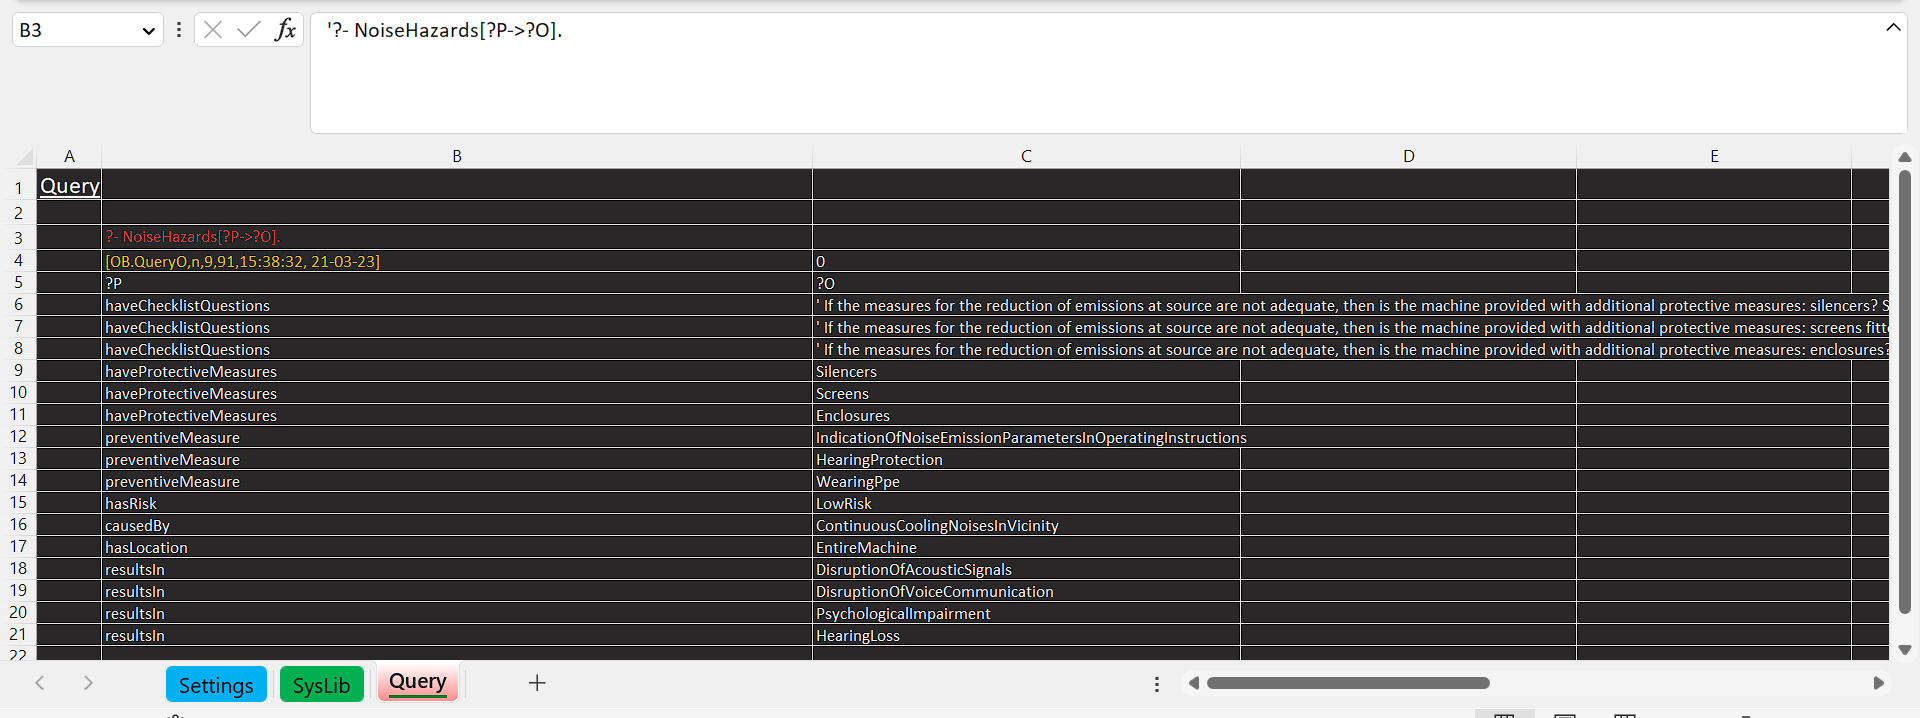 B3 fx '?- NoiseHazards[?P->?O].
A B C D E
1 Query
2
3 ?- NoiseHazards[?P->?O].
4 [OB.QueryO,n,9,91,15:38:32, 21-03-23] 0
5 ?P ?O
6 haveChecklistQuestions ' If the measures for the reduction of emissions at source are not adequate, then is the machine provided with additional protective measures: silencers? S
7 haveChecklistQuestions ' If the measures for the reduction of emissions at source are not adequate, then is the machine provided with additional protective measures: screens fitt
8 haveChecklistQuestions ' If the measures for the reduction of emissions at source are not adequate, then is the machine provided with additional protective measures: enclosures?
9 haveProtectiveMeasures Silencers
10 haveProtectiveMeasures Screens
11 haveProtectiveMeasures Enclosures
12 preventiveMeasure IndicationOfNoiseEmissionParametersInOperatingInstructions
13 preventiveMeasure HearingProtection
14 preventiveMeasure WearingPpe
15 hasRisk LowRisk
16 causedBy ContinuousCoolingNoisesInVicinity
17 hasLocation EntireMachine
18 resultsIn DisruptionOfAcousticSignals
19 resultsIn DisruptionOfVoiceCommunication
20 resultsIn PsychologicalImpairment
21 resultsIn HearingLoss
22
Settings SysLib Query